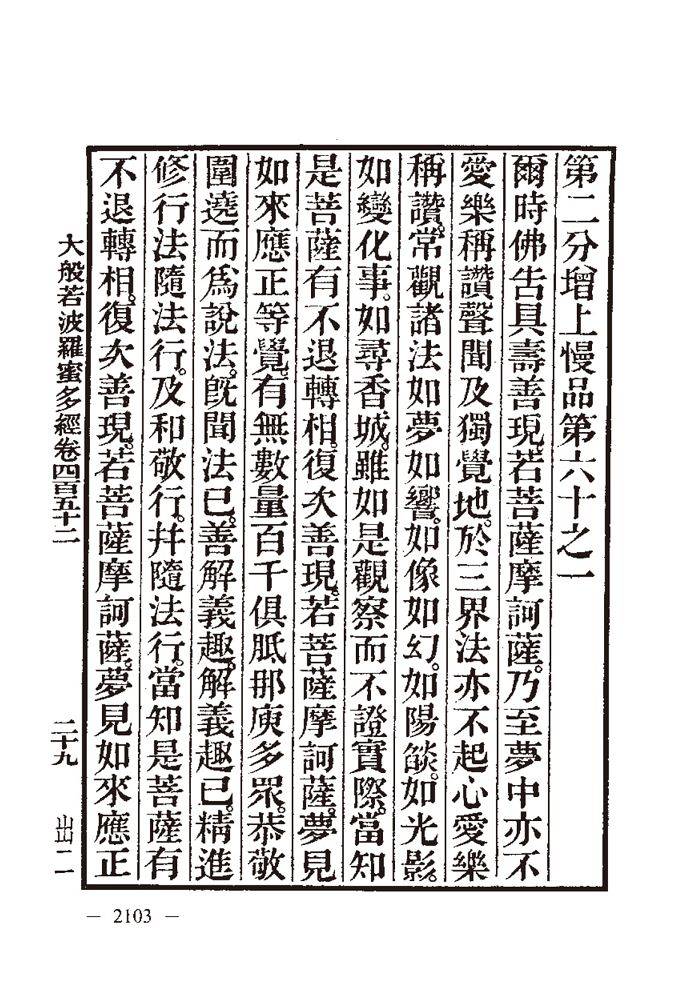 第二分增上慢品第六十之一
爾時佛告具壽善現若菩薩摩訶薩。乃至夢中亦不
愛樂稱讚聲聞及獨覺地。於三界法亦不起心愛樂
稱讚。常觀諸法如夢如響。如像如幻。如陽燄。如光影。
如變化事。如尋香城。雖如是觀察而不證實際。當知
是菩薩有不退轉相。復次善現。若菩薩摩訶薩。夢見
如來應正等覺。有無數量百千俱胝那庾多眾。恭敬
圍遶而為說法。既聞法已。善解義趣。解義趣已。精進
修行法隨法行。及和敬行。并隨法行。當知是菩薩有
不退轉相。復次善現。若菩薩摩訶薩。夢見如來應正
大般若波羅蜜多經卷四百五十二
二十九
出二
— 2103 —